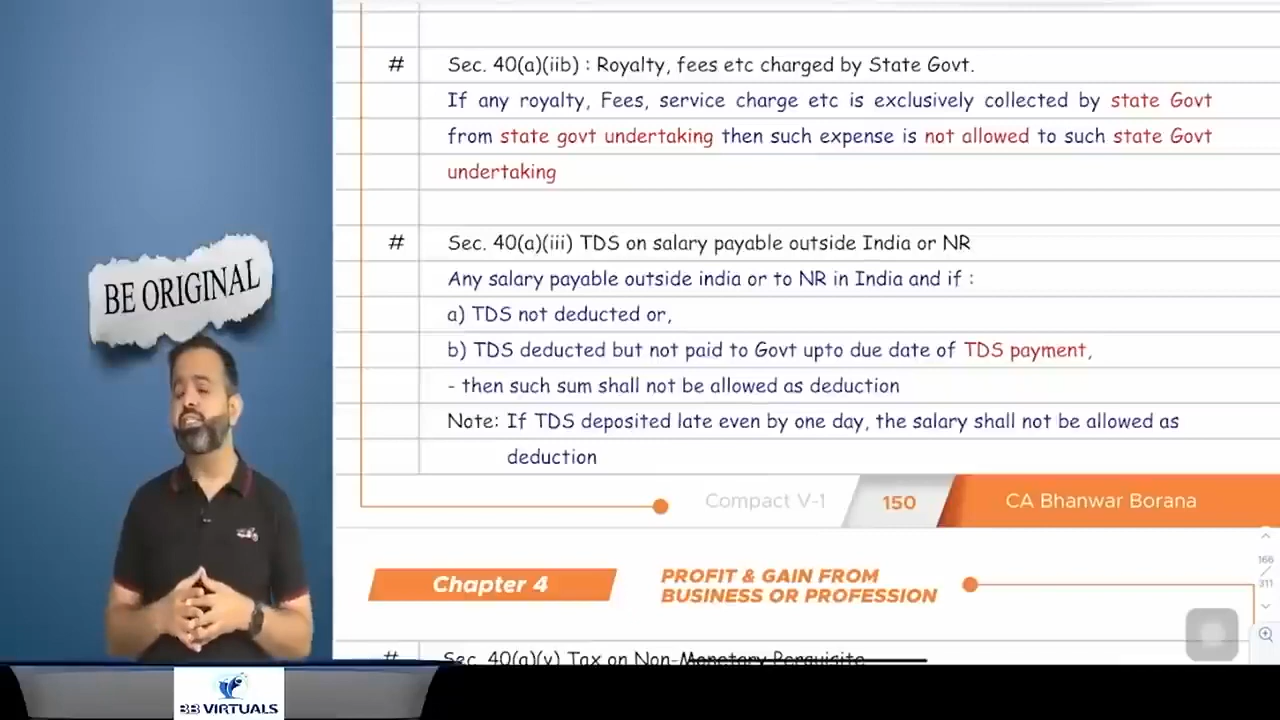 BE ORIGINAL
# Sec. 40(a)(iib) : Royalty, fees etc charged by State Govt.
If any royalty, Fees, service charge etc is exclusively collected by state Govt
from state govt undertaking then such expense is not allowed to such state Govt
undertaking
# Sec. 40(a)(iii) TDS on salary payable outside India or NR
Any salary payable outside india or to NR in India and if :
a) TDS not deducted or,
b) TDS deducted but not paid to Govt upto due date of TDS payment,
- then such sum shall not be allowed as deduction
Note: If TDS deposited late even by one day, the salary shall not be allowed as
deduction
Compact V-1 150 CA Bhanwar Borana
166
/
311
Chapter 4
PROFIT & GAIN FROM
BUSINESS OR PROFESSION
# Sec. 40(a)(v) Tax on Non-Monetary Perquisite
BB VIRTUALS